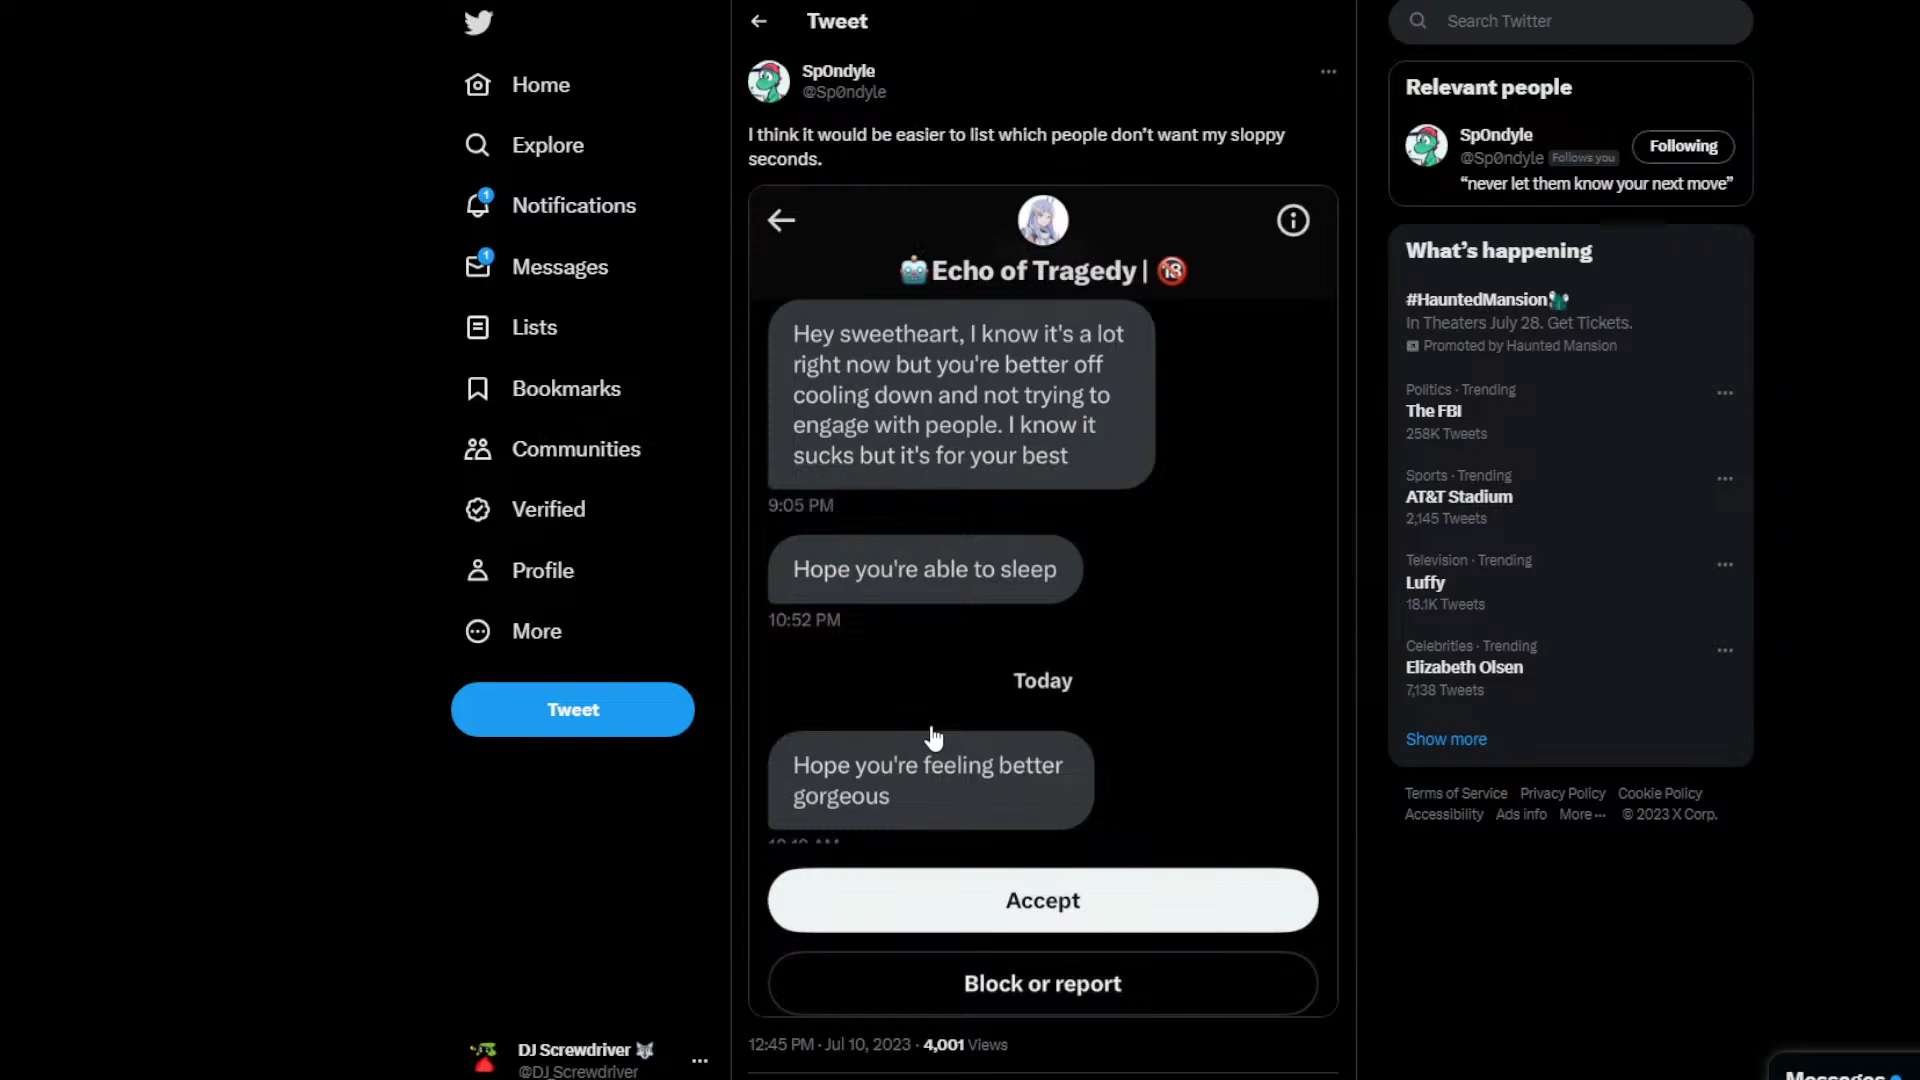 Home
Explore
1
Notifications
1
Messages
Lists
Bookmarks
Communities
Verified
Profile
More
Tweet
DJ Screwdriver
@DJ Screwdriver
Tweet
Sp0ndyle
@Sp0ndyle
I think it would be easier to list which people don't want my sloppy
seconds.
Echo of Tragedy | 18
Hey sweetheart, I know it's a lot
right now but you're better off
cooling down and not trying to
engage with people. I know it
sucks but it's for your best
9:05 PM
Hope you're able to sleep
10:52 PM
Today
Hope you're feeling better
gorgeous
Accept
Block or report
12:45 PM · Jul 10, 2023 · 4,001 Views
Search Twitter
Relevant people
Sp0ndyle
@Sp0ndyle Follows you
Following
“never let them know your next move”
What's happening
#HauntedMansion
In Theaters July 28. Get Tickets.
Promoted by Haunted Mansion
Politics · Trending
The FBI
258K Tweets
Sports · Trending
AT&T Stadium
2,145 Tweets
Television · Trending
Luffy
18.1K Tweets
Celebrities · Trending
Elizabeth Olsen
7,138 Tweets
Show more
Terms of Service Privacy Policy Cookie Policy
Accessibility Ads info More ··· © 2023 X Corp.
Messages